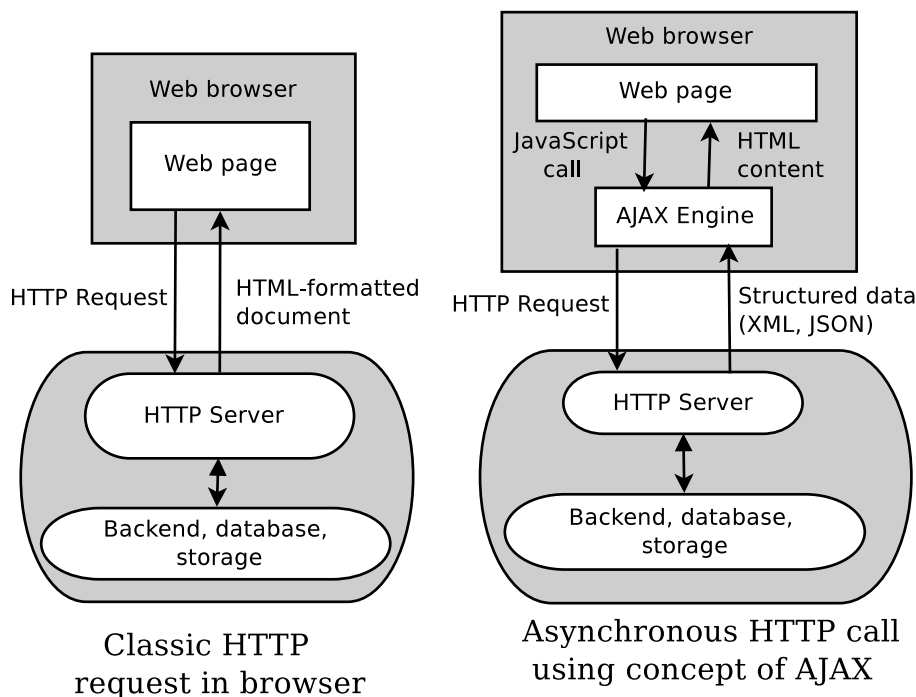 Web browser
Web page
HTTP Request
HTML-formatted
document
HTTP Server
Backend, database,
storage
Classic HTTP
request in browser
Web browser
Web page
JavaScript
call
HTML
content
AJAX Engine
HTTP Request
Structured data
(XML, JSON)
HTTP Server
Backend, database,
storage
Asynchronous HTTP call
using concept of AJAX